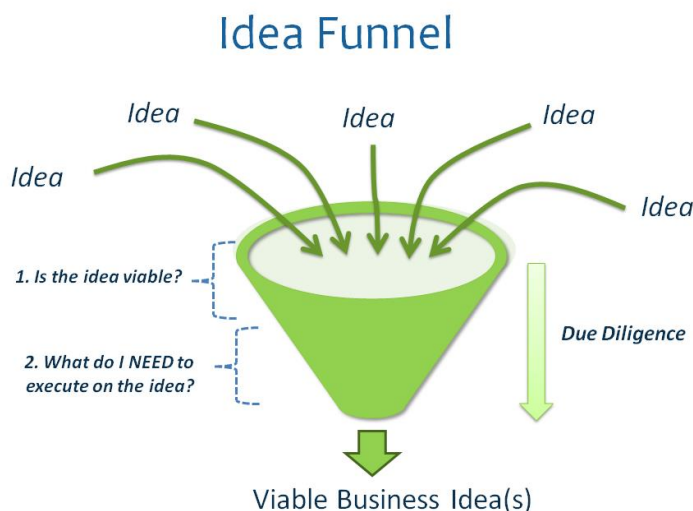 Idea Funnel
Idea
Idea
Idea
Idea
Idea
1. Is the idea viable?
Due Diligence
2. What do I NEED to
execute on the idea?
Viable Business Idea(s)